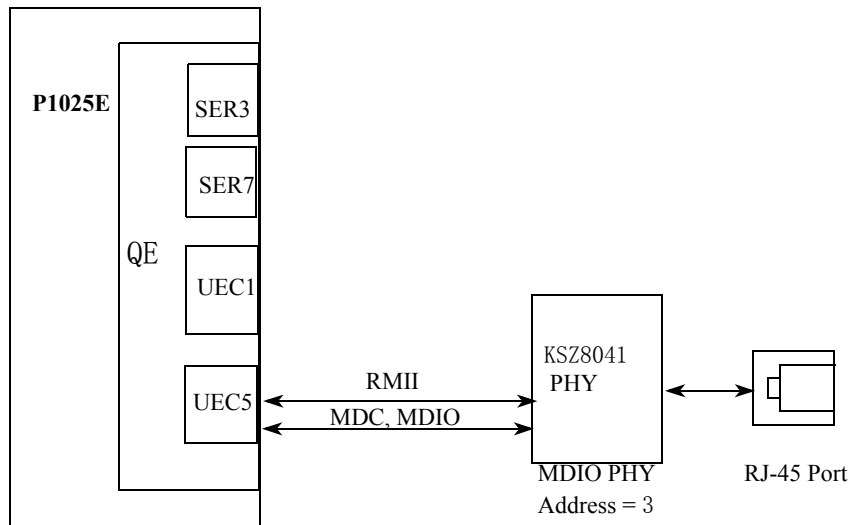 P1025E
SER3
SER7
QE
UEC1
UEC5
RMII
MDC, MDIO
KSZ8041
PHY
MDIO PHY
Address = 3
RJ-45 Port